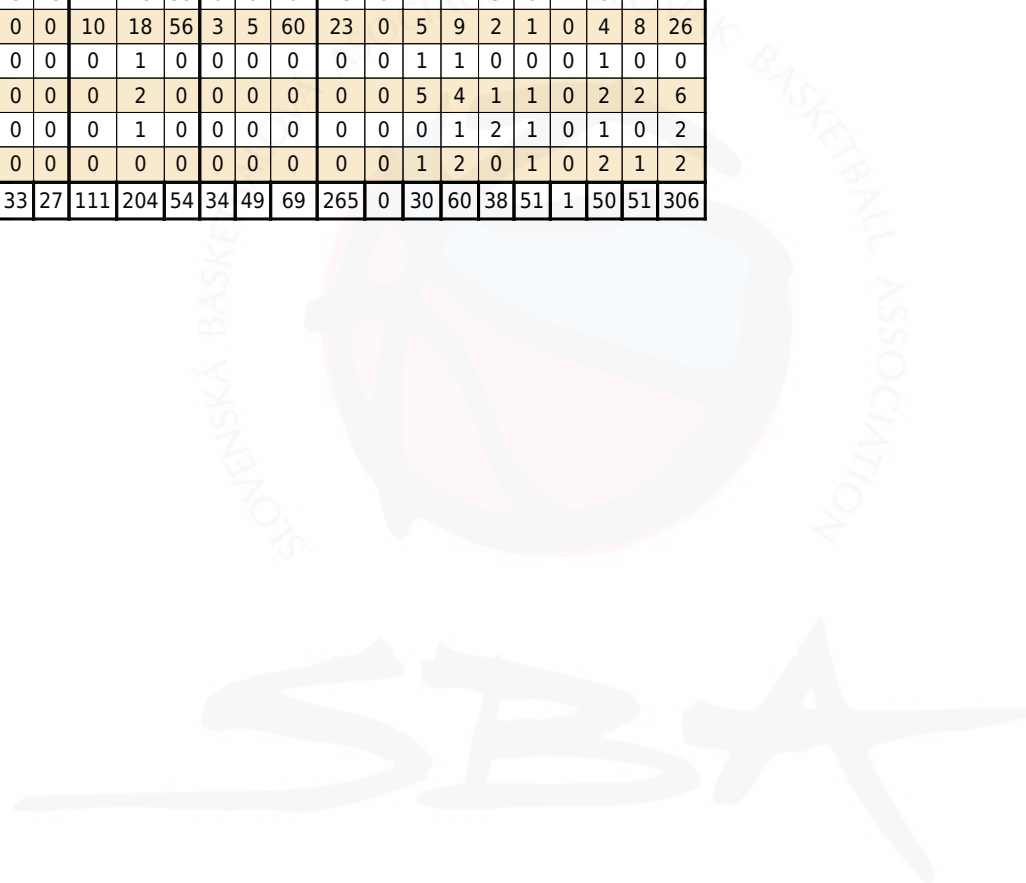 0 0 10 18 56 3 5 60 23 0 5 9 2 1 0 4 8 26
0 0 0 1 0 0 0 0 0 0 1 1 0 0 0 1 0 0
0 0 0 2 0 0 0 0 0 0 5 4 1 1 0 2 2 6
0 0 0 1 0 0 0 0 0 0 0 1 2 1 0 1 0 2
0 0 0 0 0 0 0 0 0 0 1 2 0 1 0 2 1 2
33 27 111 204 54 34 49 69 265 0 30 60 38 51 1 50 51 306
SLOVENSKÁ BASKE
K BASKETBALL ASSOCIATION
SBA